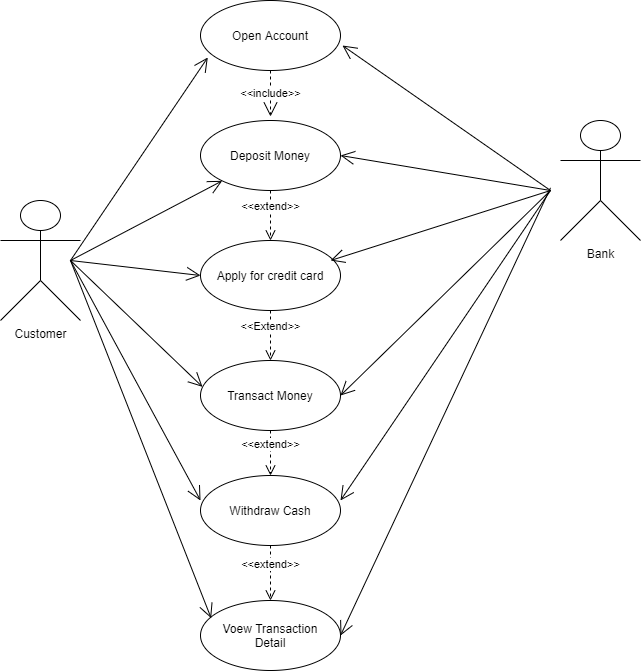 Open Account
<<include>>
Deposit Money
<<extend>>
Bank
Apply for credit card
<<Extend>>
Customer
Transact Money
<<extend>>
Withdraw Cash
<<extend>>
Voew Transaction
Detail